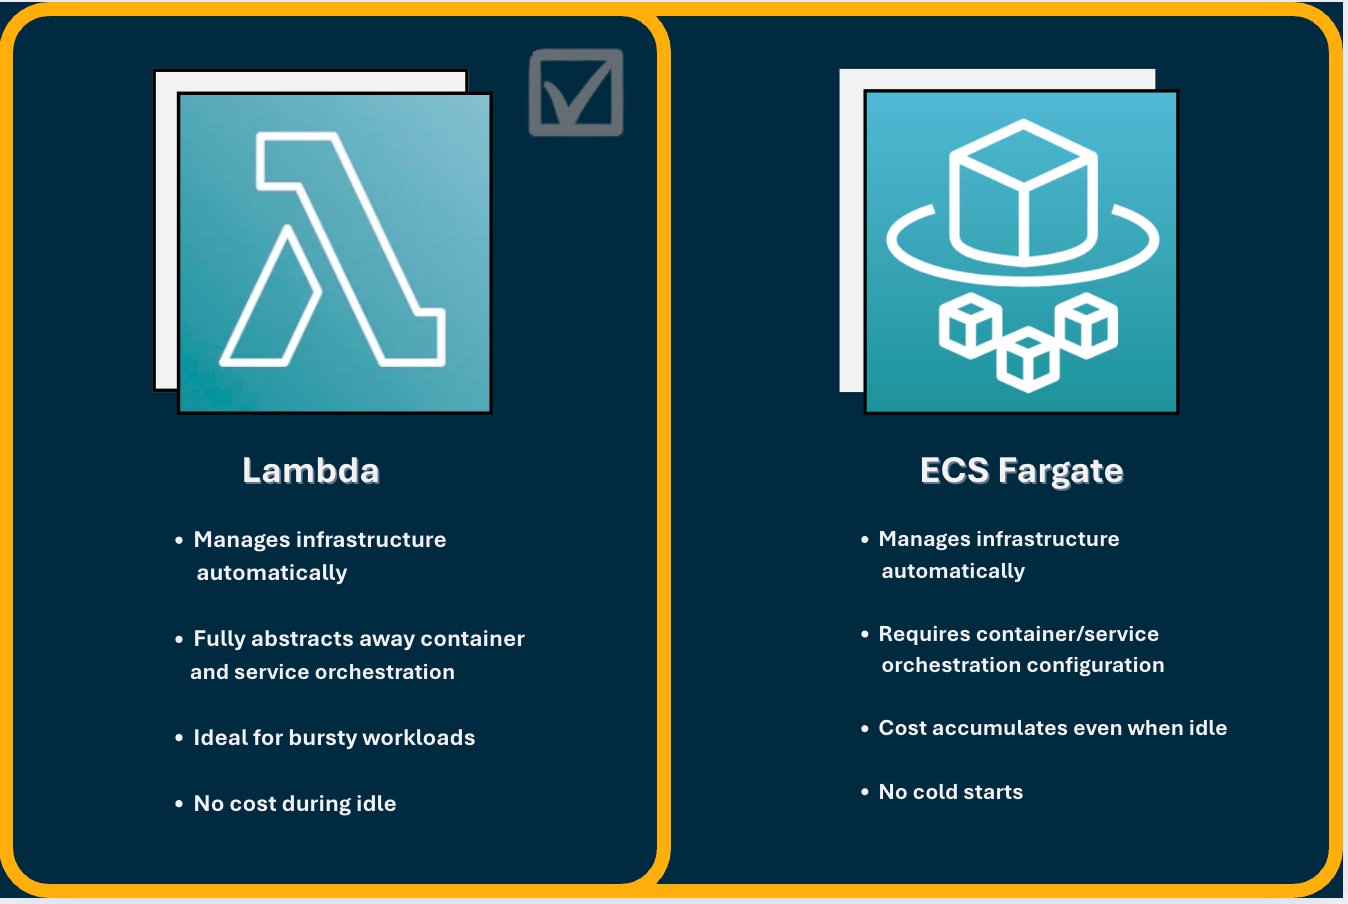 Lambda
• Manages infrastructure
automatically
• Fully abstracts away container
and service orchestration
• Ideal for bursty workloads
• No cost during idle
ECS Fargate
• Manages infrastructure
automatically
• Requires container/service
orchestration configuration
• Cost accumulates even when idle
• No cold starts